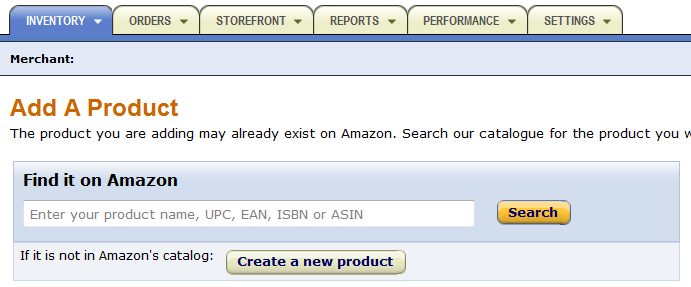 INVENTORY ORDERS STOREFRONT REPORTS PERFORMANCE SETTINGS
Merchant:
Add A Product
The product you are adding may already exist on Amazon. Search our catalogue for the product you w
Find it on Amazon
Enter your product name, UPC, EAN, ISBN or ASIN Search
If it is not in Amazon's catalog: Create a new product